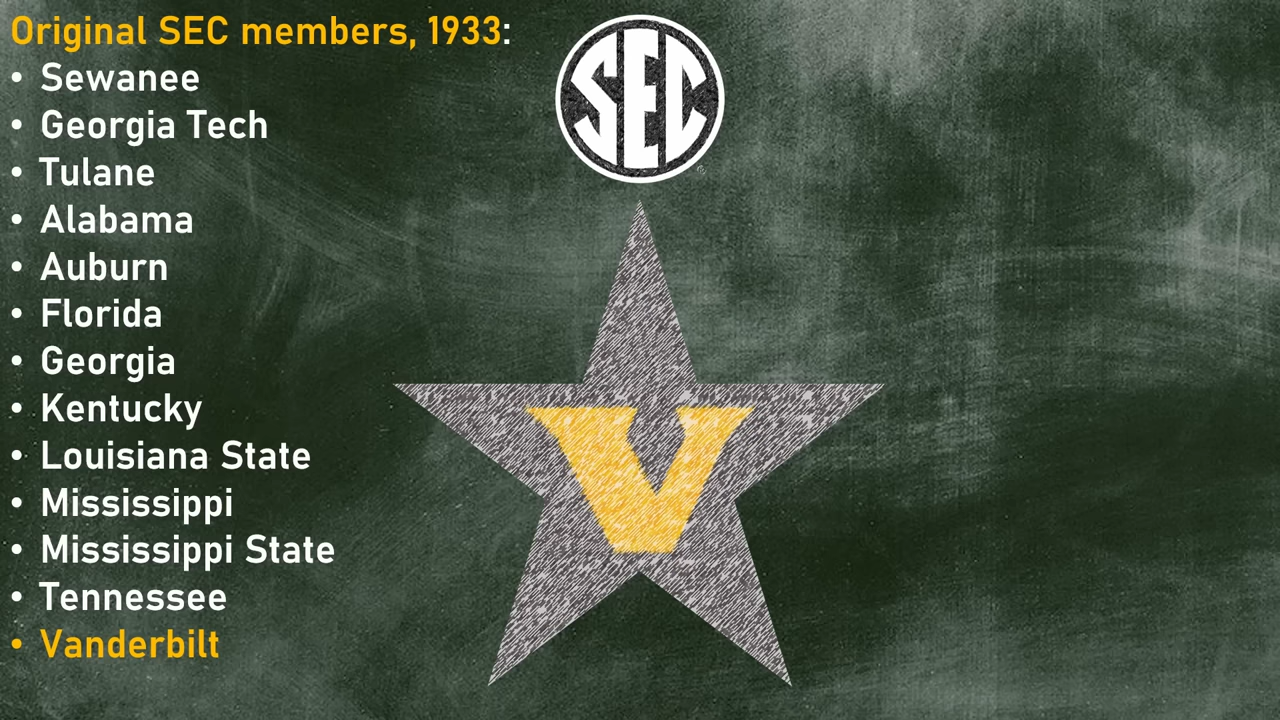 Original SEC members, 1933:
• Sewanee
• Georgia Tech
• Tulane
• Alabama
• Auburn
• Florida
• Georgia
• Kentucky
• Louisiana State
• Mississippi
• Mississippi State
• Tennessee
• Vanderbilt
SEC
®
V